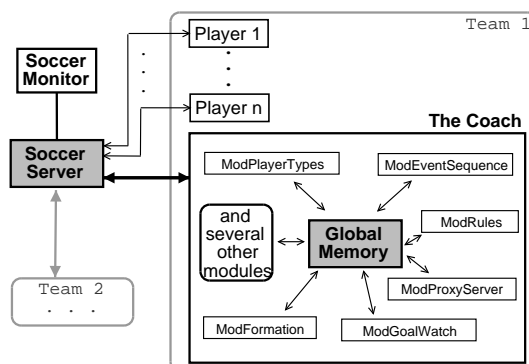 Team 1
Player 1
. . .
Soccer
Monitor
. . . .
Player n
The Coach
Soccer
Server
ModPlayerTypes
ModEventSequence
and
several
other
modules
Global
Memory
ModRules
ModProxyServer
Team 2
. . .
ModFormation
ModGoalWatch